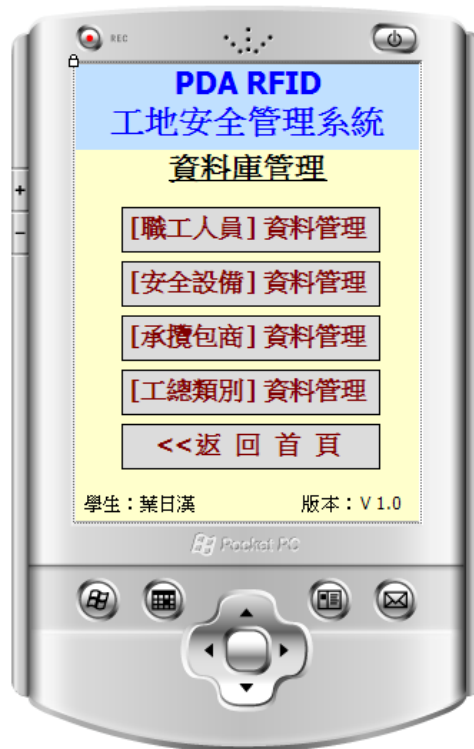 REC
PDA RFID
工地安全管理系統
資料庫管理
[職工人員] 資料管理
[安全設備] 資料管理
[承攬包商] 資料管理
[工總類別] 資料管理
<<返 回 首 頁
學生：葉日漢 版本：V 1.0
Pocket PC